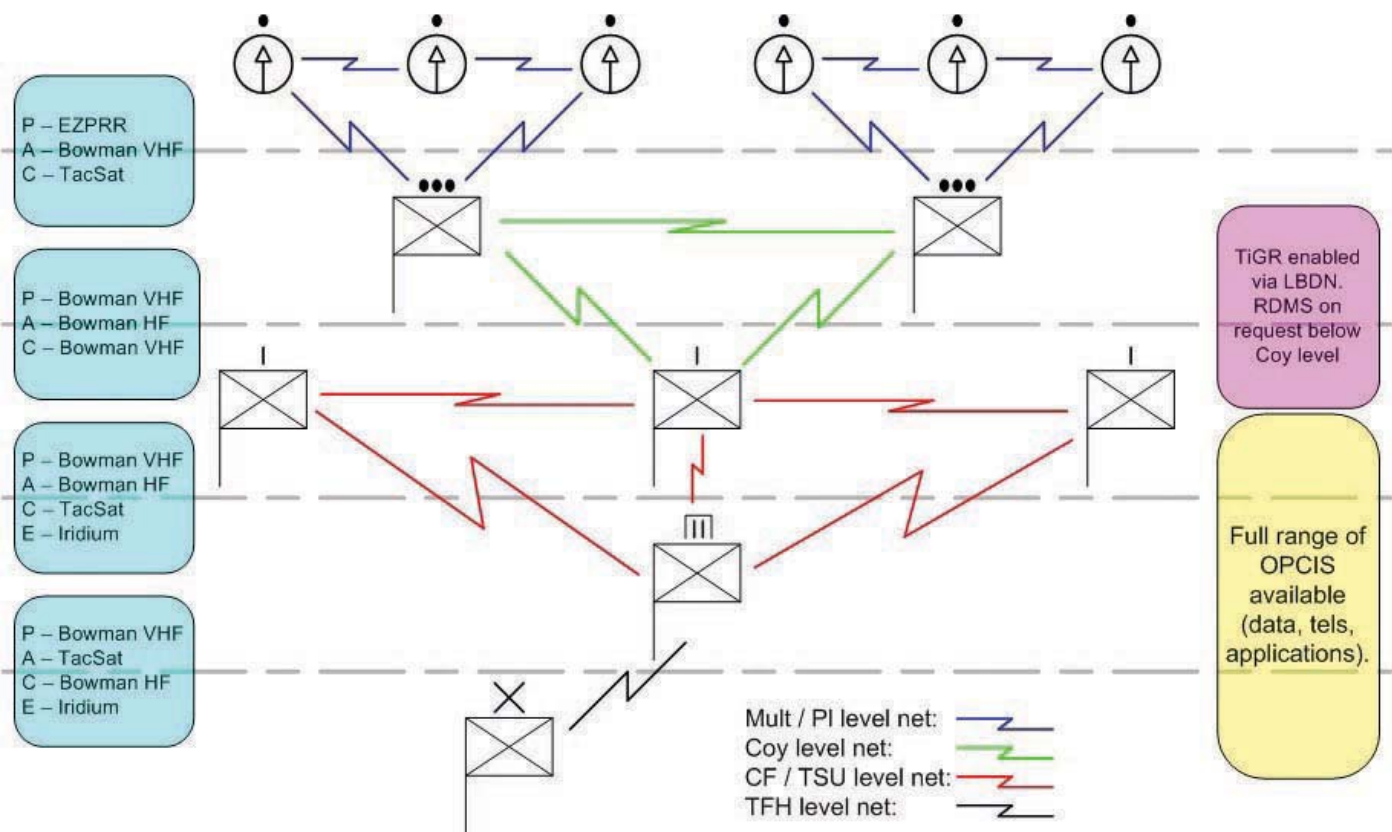 P – EZPRR
A – Bowman VHF
C – TacSat
P – Bowman VHF
A – Bowman HF
C – Bowman VHF
P – Bowman VHF
A – Bowman HF
C – TacSat
E – Iridium
P – Bowman VHF
A – TacSat
C – Bowman HF
E – Iridium
TiGR enabled
via LBDN.
RDMS on
request below
Coy level
Full range of
OPCIS
available
(data, tels,
applications).
Mult / Pl level net:
Coy level net:
CF / TSU level net:
TFH level net: